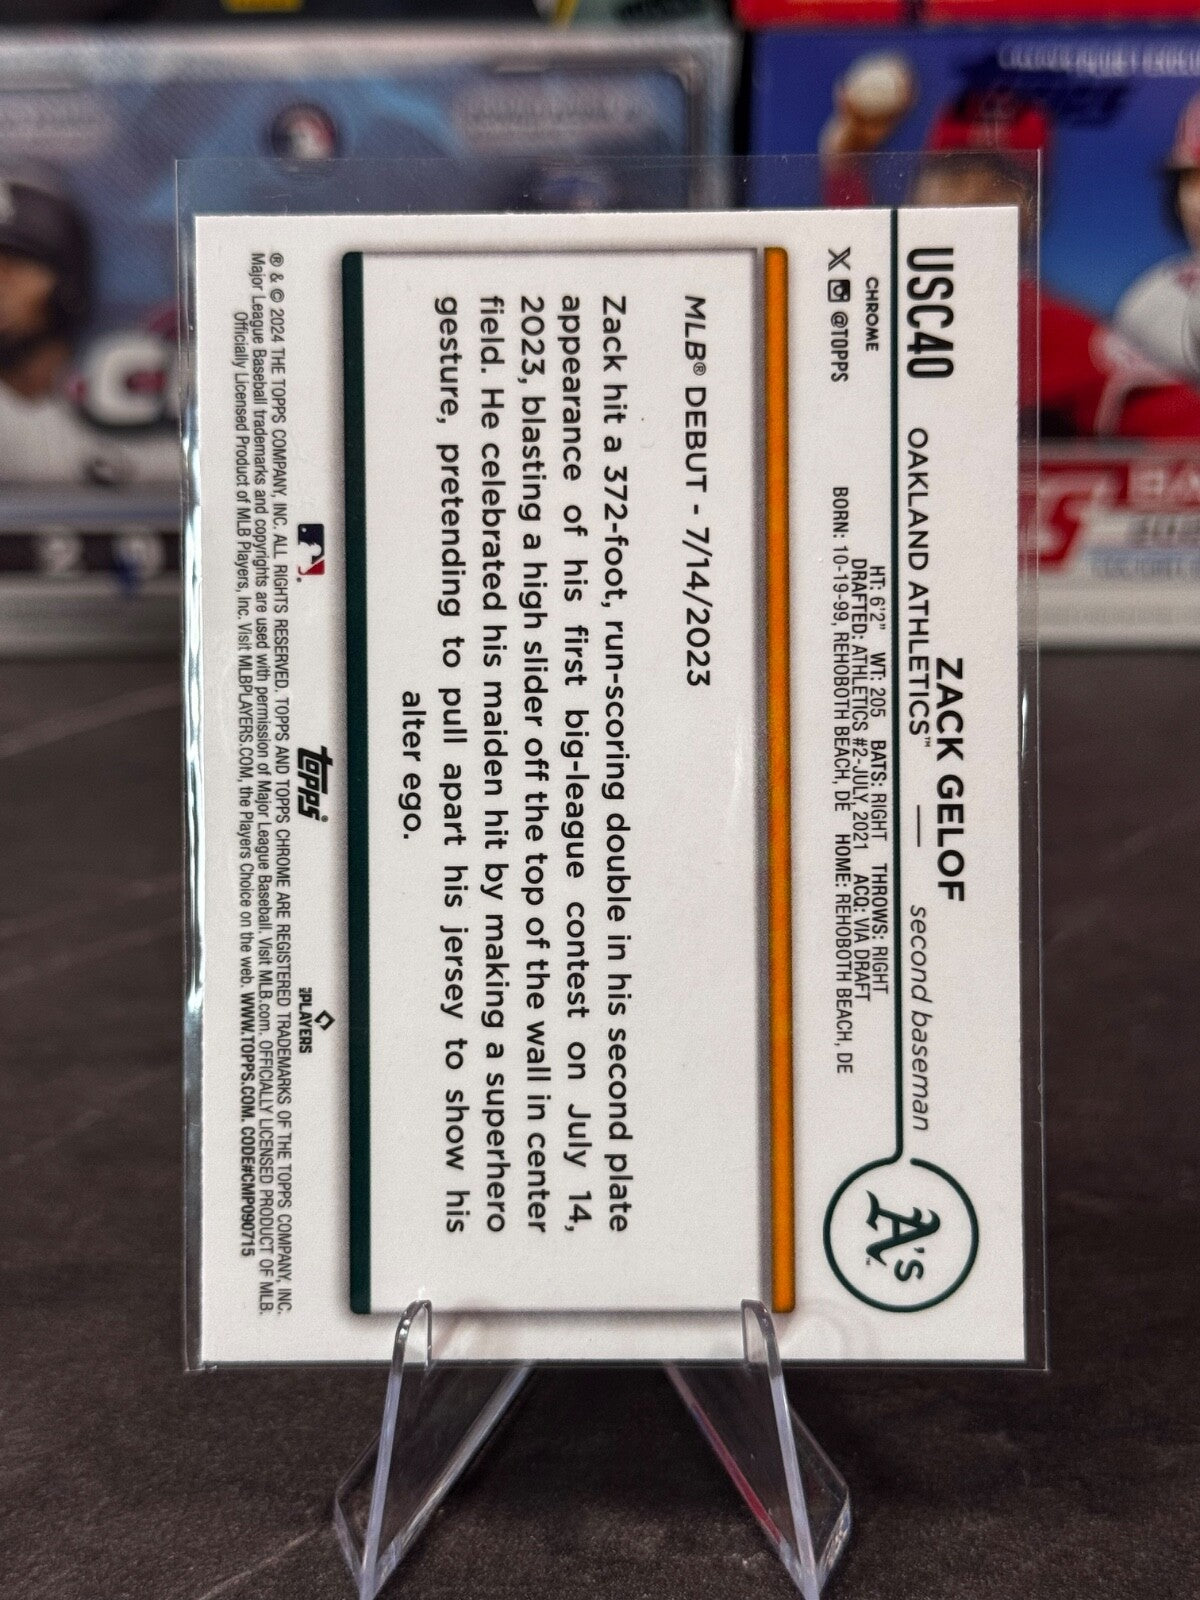 USC40
ZACK GELOF
OAKLAND ATHLETICS™ — second baseman
A's
CHROME
@TOPPS
HT: 6'2" WT: 205 BATS: RIGHT THROWS: RIGHT
DRAFTED: ATHLETICS #2-JULY, 2021 ACQ: VIA DRAFT
BORN: 10-19-99, REHOBOTH BEACH, DE HOME: REHOBOTH BEACH, DE
MLB® DEBUT - 7/14/2023
Zack hit a 372-foot, run-scoring double in his second plate
appearance of his first big-league contest on July 14,
2023, blasting a high slider off the top of the wall in center
field. He celebrated his maiden hit by making a superhero
gesture, pretending to pull apart his jersey to show his
alter ego.
topps®
PLAYERS
® & © 2024 THE TOPPS COMPANY, INC. ALL RIGHTS RESERVED. TOPPS AND TOPPS CHROME ARE REGISTERED TRADEMARKS OF THE TOPPS COMPANY, INC.
Major League Baseball trademarks and copyrights are used with permission of Major League Baseball. Visit MLB.com. OFFICIALLY LICENSED PRODUCT OF MLB
Officially Licensed Product of MLB Players, Inc. Visit MLBPLAYERS.COM, the Players Choice on the web. WWW.TOPPS.COM. CODE#CMP090715